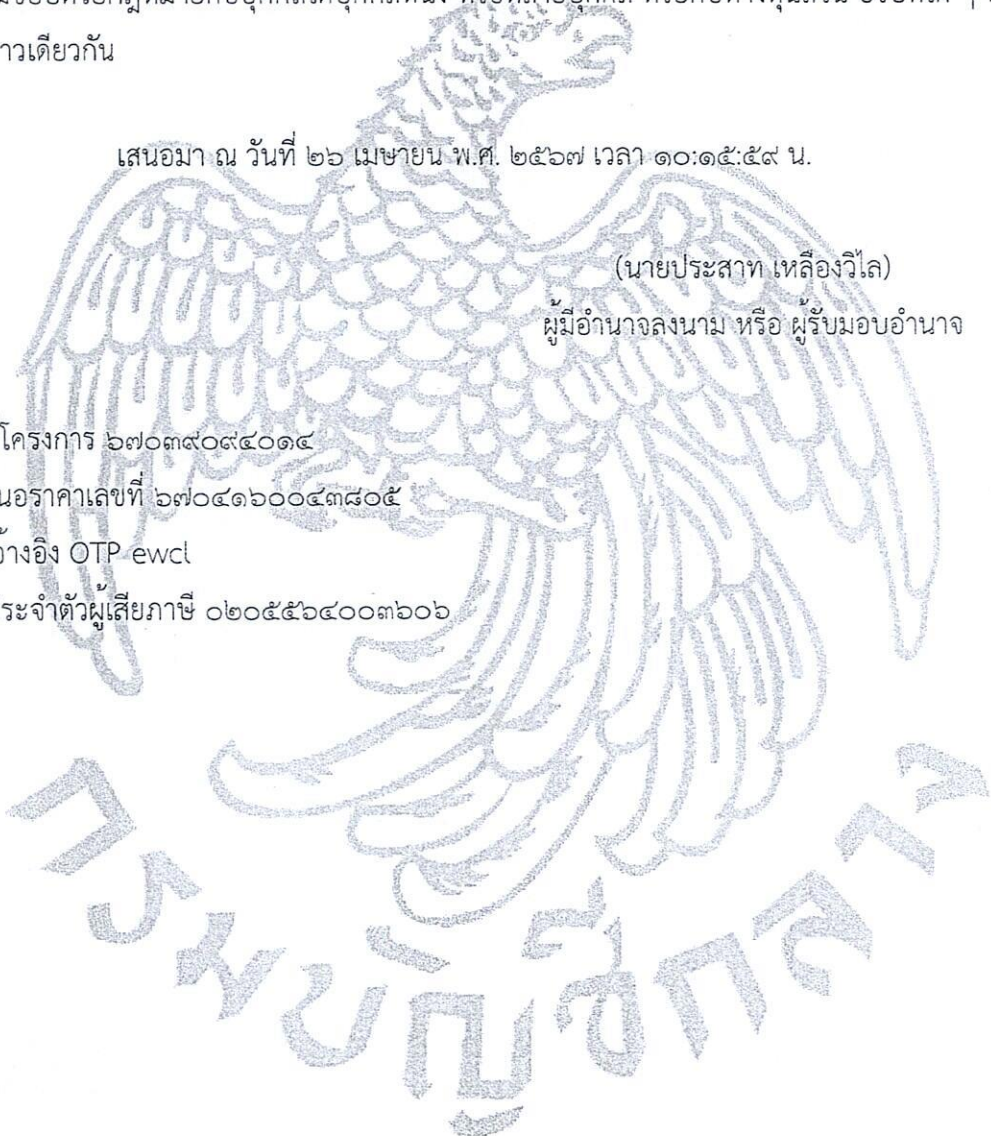 าวเดียวกัน
เสนอมา ณ วันที่ ๒๖ เมษายน พ.ศ. ๒๕๖๗ เวลา ๑๐:๑๕:๕๙ น.
(นายประสาท เหลืองวิไล)
ผู้มีอำนาจลงนาม หรือ ผู้รับมอบอำนาจ
โครงการ ๖๗๐๓๙๐๙๔๐๑๔
นอราคาเลขที่ ๖๗๐๔๑๖๐๐๔๓๘๐๕
อ้างอิง OTP ewcl
ระจำตัวผู้เสียภาษี ๐๒๐๕๕๖๔๐๐๓๖๐๖
กรมบัญชีกลาง